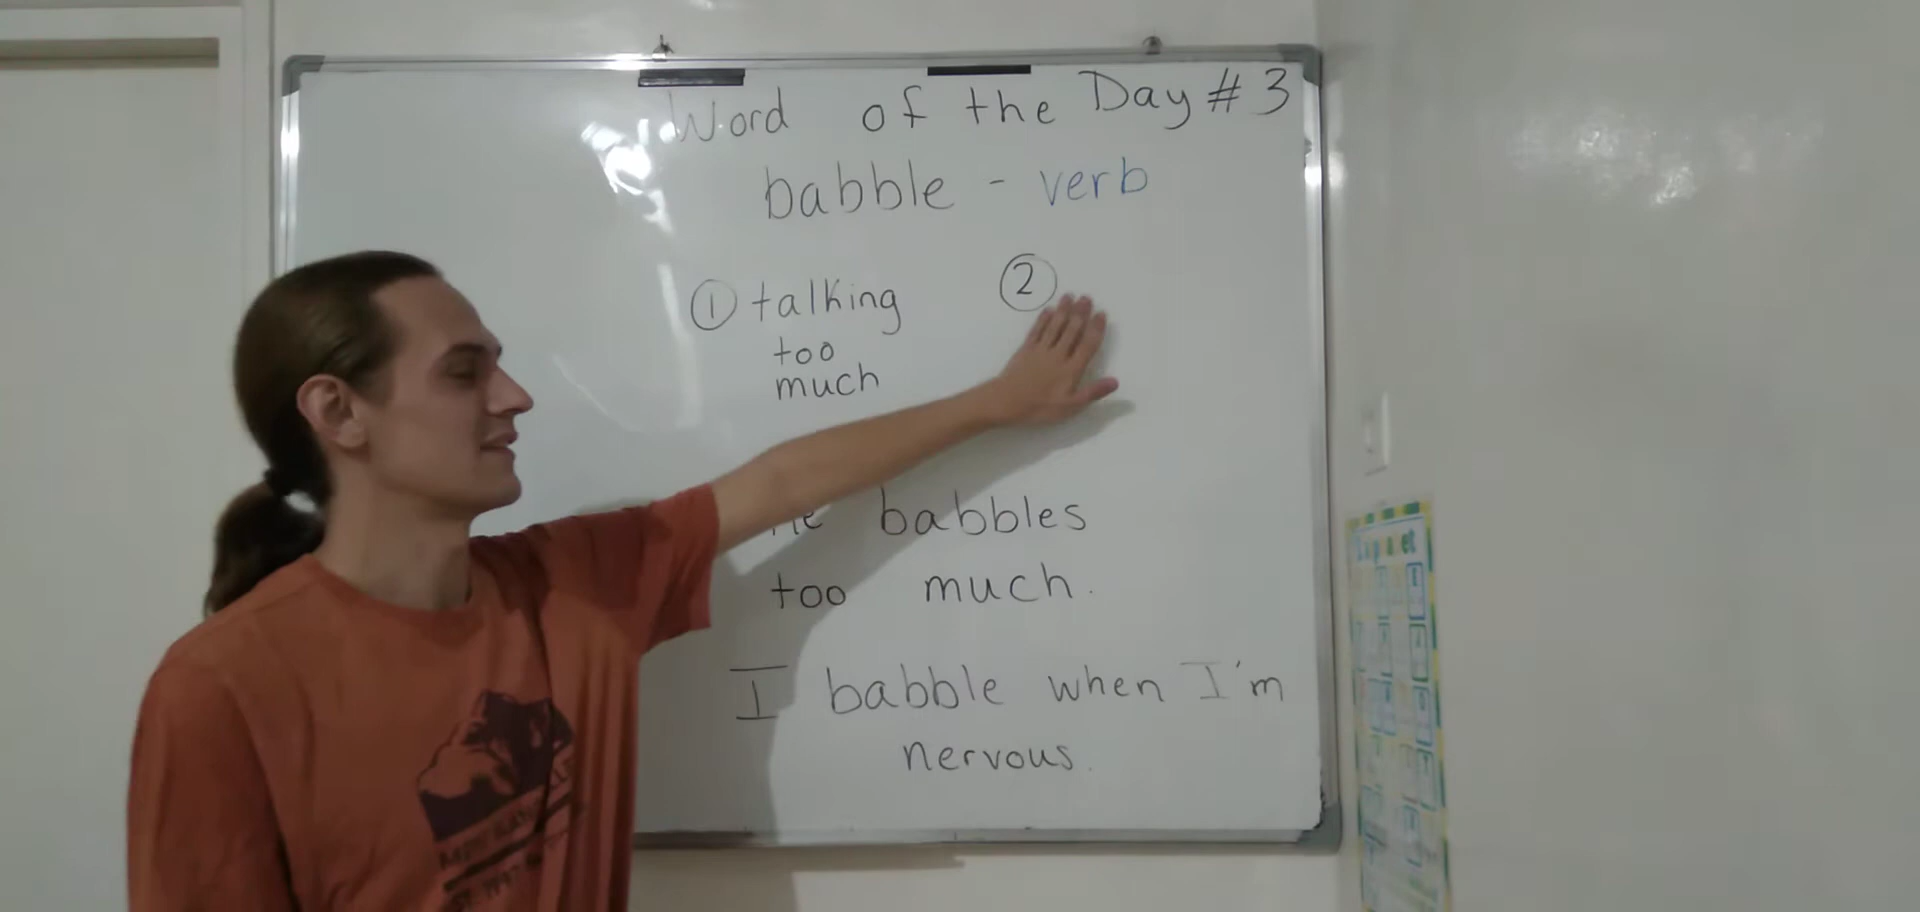 Word of the Day #3
babble - verb
① talking
too
much
②
babbles
too much.
I babble when I'm
nervous.